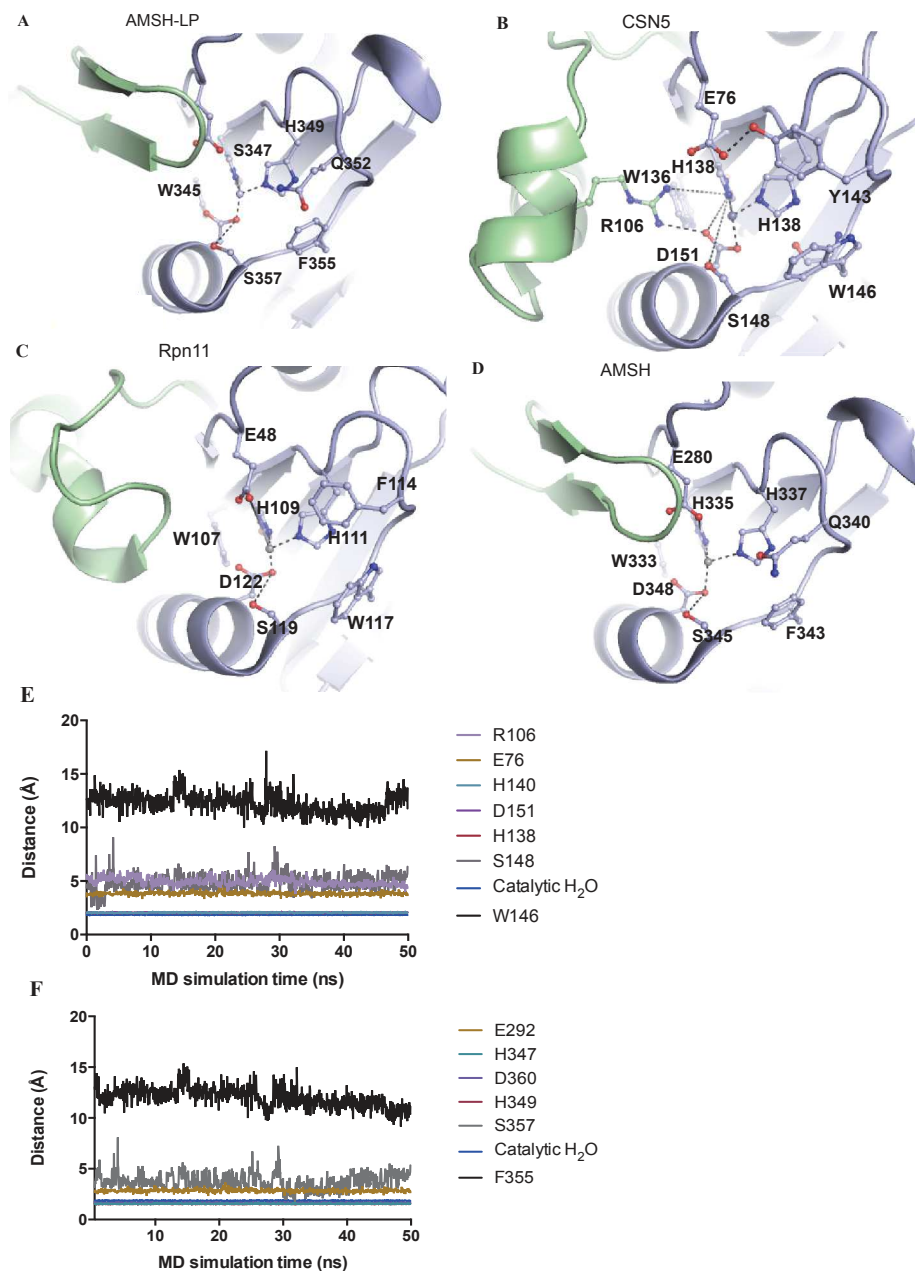 A
AMSH-LP
S347
H349
Q352
W345
F355
S357
B
CSN5
E76
H138
W136
R106
Y143
H138
D151
W146
S148
C
Rpn11
E48
F114
H109
W107
H111
D122
S119
W117
D
AMSH
E280
H335
H337
Q340
W333
D348
S345
F343
E
20
15
10
5
0
Distance (Å)
0 10 20 30 40 50
MD simulation time (ns)
R106
E76
H140
D151
H138
S148
Catalytic H₂O
W146
F
20
15
10
5
0
Distance (Å)
10 20 30 40 50
MD simulation time (ns)
E292
H347
D360
H349
S357
Catalytic H₂O
F355